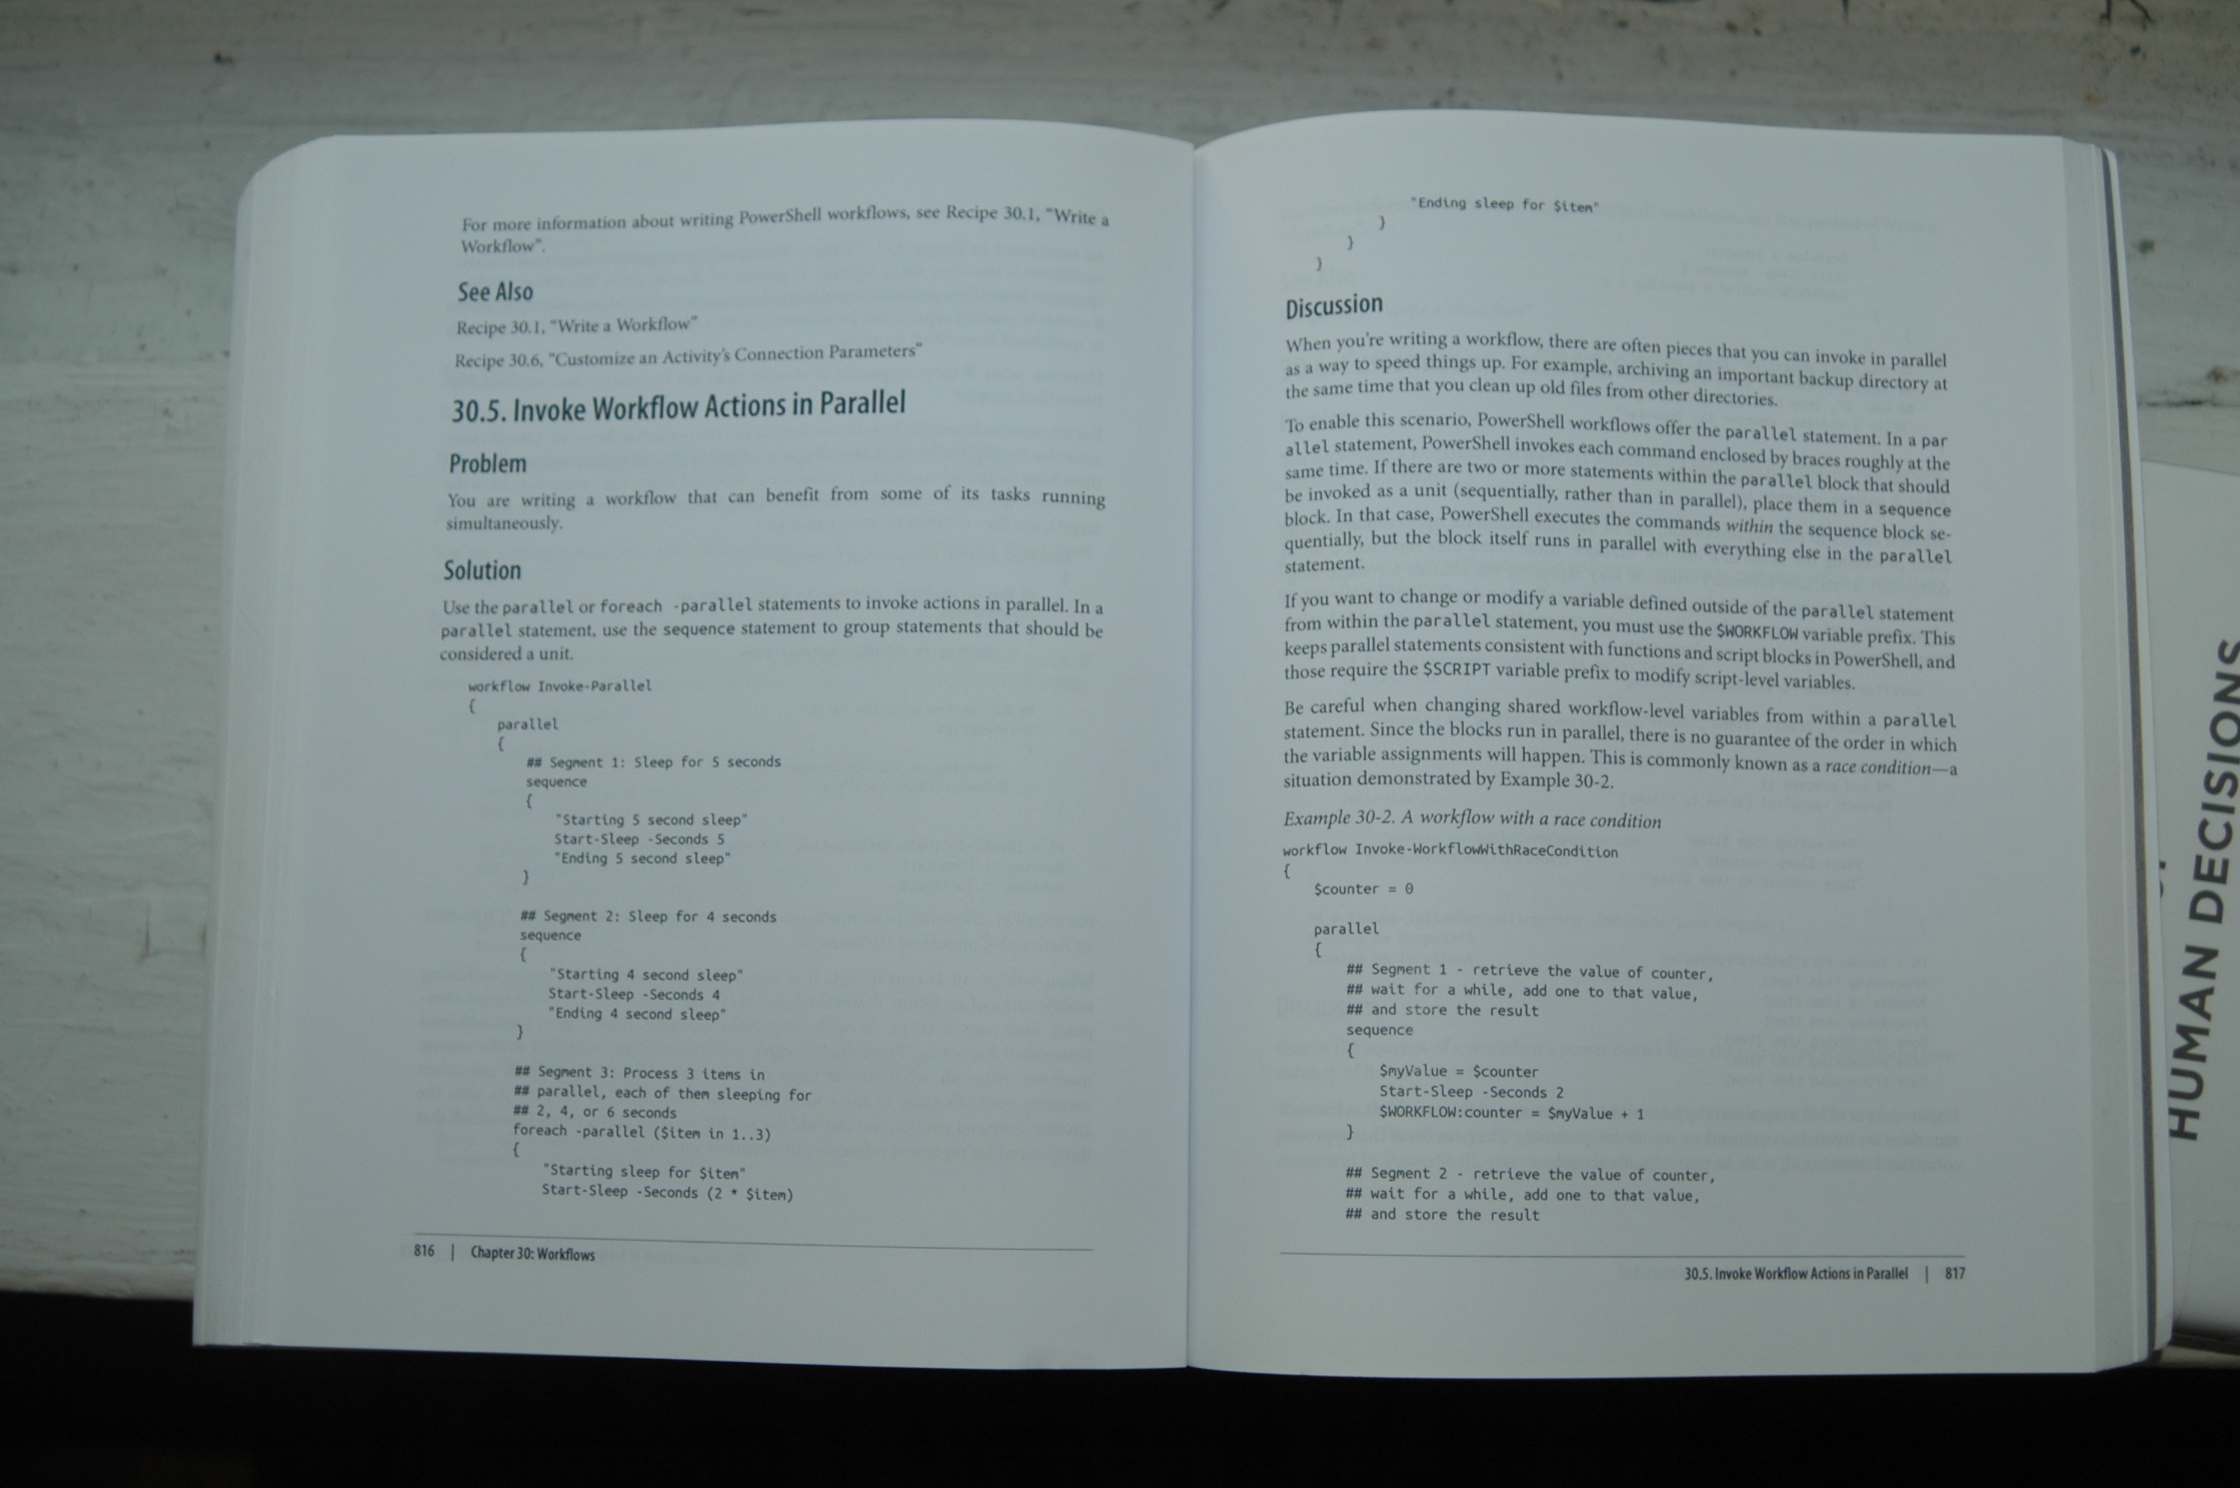 For more information about writing PowerShell workflows, see Recipe 30.1, “Write a
Workflow”.
See Also
Recipe 30.1, “Write a Workflow”
Recipe 30.6, “Customize an Activity’s Connection Parameters”
30.5. Invoke Workflow Actions in Parallel
Problem
You are writing a workflow that can benefit from some of its tasks running
simultaneously.
Solution
Use the parallel or foreach -parallel statements to invoke actions in parallel. In a
parallel statement, use the sequence statement to group statements that should be
considered a unit.
workflow Invoke-Parallel
{
parallel
{
## Segment 1: Sleep for 5 seconds
sequence
{
"Starting 5 second sleep"
Start-Sleep -Seconds 5
"Ending 5 second sleep"
}
## Segment 2: Sleep for 4 seconds
sequence
{
"Starting 4 second sleep"
Start-Sleep -Seconds 4
"Ending 4 second sleep"
}
## Segment 3: Process 3 items in
## parallel, each of them sleeping for
## 2, 4, or 6 seconds
foreach -parallel ($item in 1..3)
{
"Starting sleep for $item"
Start-Sleep -Seconds (2 * $item)
816 | Chapter 30: Workflows
"Ending sleep for $item"
}
}
}
Discussion
When you’re writing a workflow, there are often pieces that you can invoke in parallel
as a way to speed things up. For example, archiving an important backup directory at
the same time that you clean up old files from other directories.
To enable this scenario, PowerShell workflows offer the parallel statement. In a par
allel statement, PowerShell invokes each command enclosed by braces roughly at the
same time. If there are two or more statements within the parallel block that should
be invoked as a unit (sequentially, rather than in parallel), place them in a sequence
block. In that case, PowerShell executes the commands within the sequence block se-
quentially, but the block itself runs in parallel with everything else in the parallel
statement.
If you want to change or modify a variable defined outside of the parallel statement
from within the parallel statement, you must use the $WORKFLOW variable prefix. This
keeps parallel statements consistent with functions and script blocks in PowerShell, and
those require the $SCRIPT variable prefix to modify script-level variables.
Be careful when changing shared workflow-level variables from within a parallel
statement. Since the blocks run in parallel, there is no guarantee of the order in which
the variable assignments will happen. This is commonly known as a race condition—a
situation demonstrated by Example 30-2.
Example 30-2. A workflow with a race condition
workflow Invoke-WorkflowWithRaceCondition
{
$counter = 0
parallel
{
## Segment 1 - retrieve the value of counter,
## wait for a while, add one to that value,
## and store the result
sequence
{
$myValue = $counter
Start-Sleep -Seconds 2
$WORKFLOW:counter = $myValue + 1
}
## Segment 2 - retrieve the value of counter,
## wait for a while, add one to that value,
## and store the result
30.5. Invoke Workflow Actions in Parallel | 817
HUMAN DECISIONS